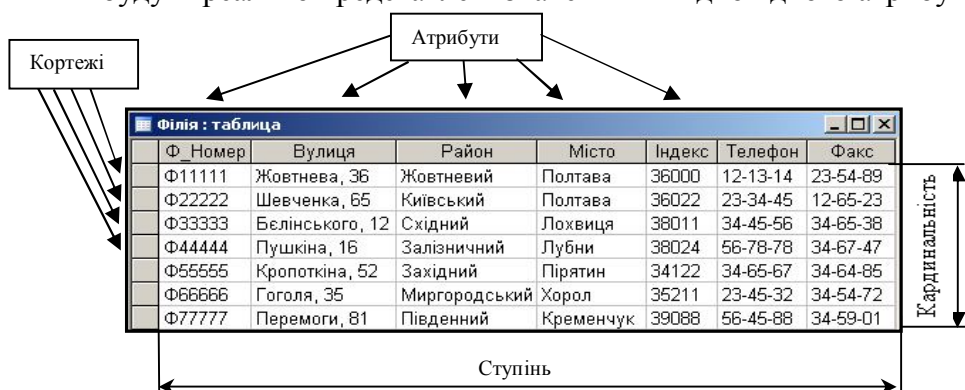 Атрибути
Кортежі
Філія : таблица
Ф_Номер Вулиця Район Місто Індекс Телефон Факс
Ф11111 Жовтнева, 36 Жовтневий Полтава 36000 12-13-14 23-54-89
Ф22222 Шевченка, 65 Київський Полтава 36022 23-34-45 12-65-23
Ф33333 Бєлінського, 12 Східний Лохвиця 38011 34-45-56 34-65-38
Ф44444 Пушкіна, 16 Залізничний Лубни 38024 56-78-78 34-67-47
Ф55555 Кропоткіна, 52 Західний Пірятин 34122 34-65-67 34-64-85
Ф66666 Гоголя, 35 Миргородський Хорол 35211 23-45-32 34-54-72
Ф77777 Перемоги, 81 Південний Кременчук 39088 56-45-88 34-59-01
Кардинальність
Ступінь